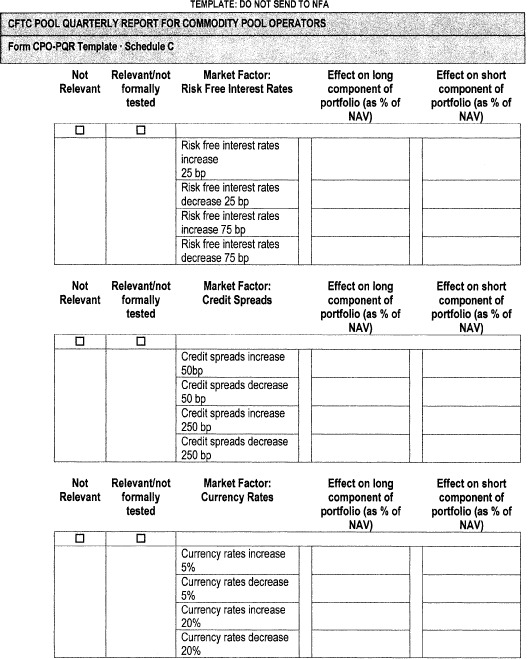 TEMPLATE: DO NOT SEND TO NFA
CFTC POOL QUARTERLY REPORT FOR COMMODITY POOL OPERATORS
Form CPO-PQR Template · Schedule C
Not Relevant/not Market Factor: Effect on long Effect on short
Relevant formally Risk Free Interest Rates component of component of
tested portfolio (as % of portfolio (as % of
NAV) NAV)
Risk free interest rates
increase
25 bp
Risk free interest rates
decrease 25 bp
Risk free interest rates
increase 75 bp
Risk free interest rates
decrease 75 bp
Not Relevant/not Market Factor: Effect on long Effect on short
Relevant formally Credit Spreads component of component of
tested portfolio (as % of portfolio (as % of
NAV) NAV)
Credit spreads increase
50bp
Credit spreads decrease
50 bp
Credit spreads increase
250 bp
Credit spreads decrease
250 bp
Not Relevant/not Market Factor: Effect on long Effect on short
Relevant formally Currency Rates component of component of
tested portfolio (as % of portfolio (as % of
NAV) NAV)
Currency rates increase
5%
Currency rates decrease
5%
Currency rates increase
20%
Currency rates decrease
20%